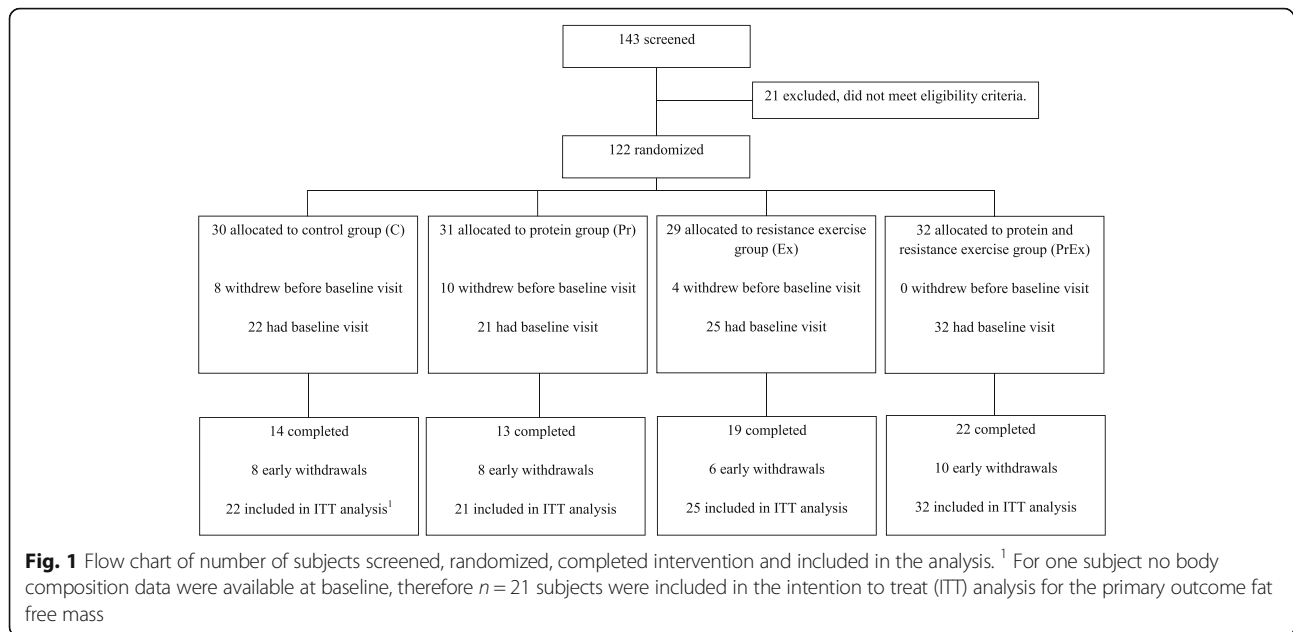 143 screened
21 excluded, did not meet eligibility criteria.
122 randomized
30 allocated to control group (C)
8 withdrew before baseline visit
22 had baseline visit
31 allocated to protein group (Pr)
10 withdrew before baseline visit
21 had baseline visit
29 allocated to resistance exercise
group (Ex)
4 withdrew before baseline visit
25 had baseline visit
32 allocated to protein and
resistance exercise group (PrEx)
0 withdrew before baseline visit
32 had baseline visit
14 completed
8 early withdrawals
22 included in ITT analysis¹
13 completed
8 early withdrawals
21 included in ITT analysis
19 completed
6 early withdrawals
25 included in ITT analysis
22 completed
10 early withdrawals
32 included in ITT analysis
Fig. 1 Flow chart of number of subjects screened, randomized, completed intervention and included in the analysis. ¹ For one subject no body
composition data were available at baseline, therefore n = 21 subjects were included in the intention to treat (ITT) analysis for the primary outcome fat
free mass